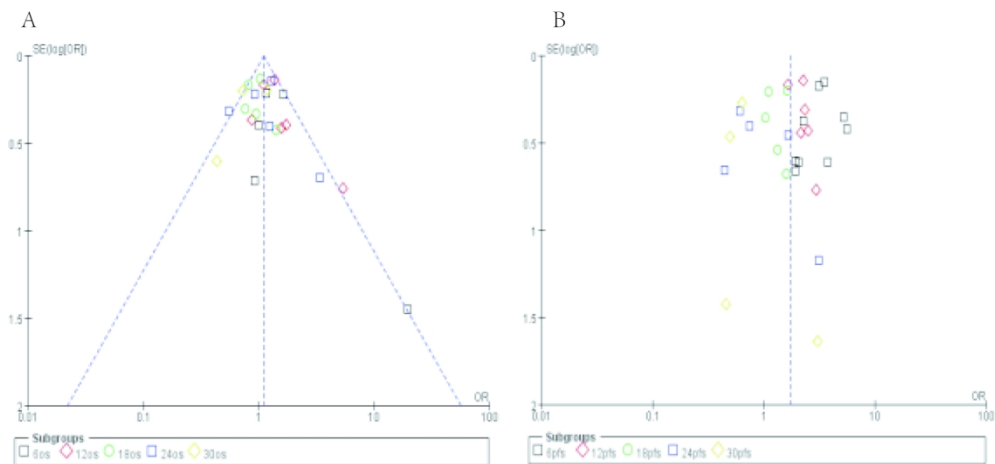 A
SE(log[OR])
0
0.5
1
1.5
2
0.01 0.1 1 10 100
OR
Subgroups
6os 12os 18os 24os 30os
B
SE(log[OR])
0
0.5
1
1.5
2
0.01 0.1 1 10 100
OR
Subgroups
6pfs 12pfs 18pfs 24pfs 30pfs